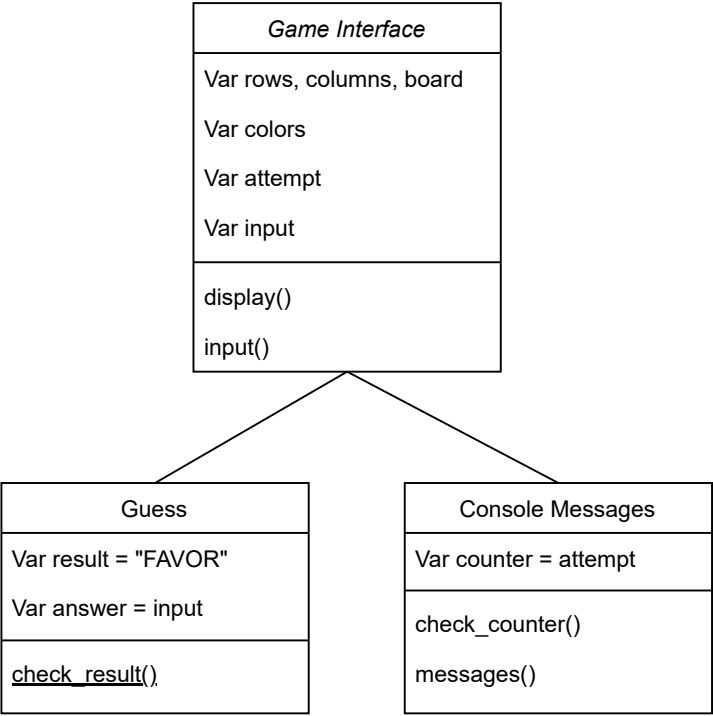 Game Interface
Var rows, columns, board
Var colors
Var attempt
Var input
display()
input()
Guess
Var result = "FAVOR"
Var answer = input
check_result()
Console Messages
Var counter = attempt
check_counter()
messages()